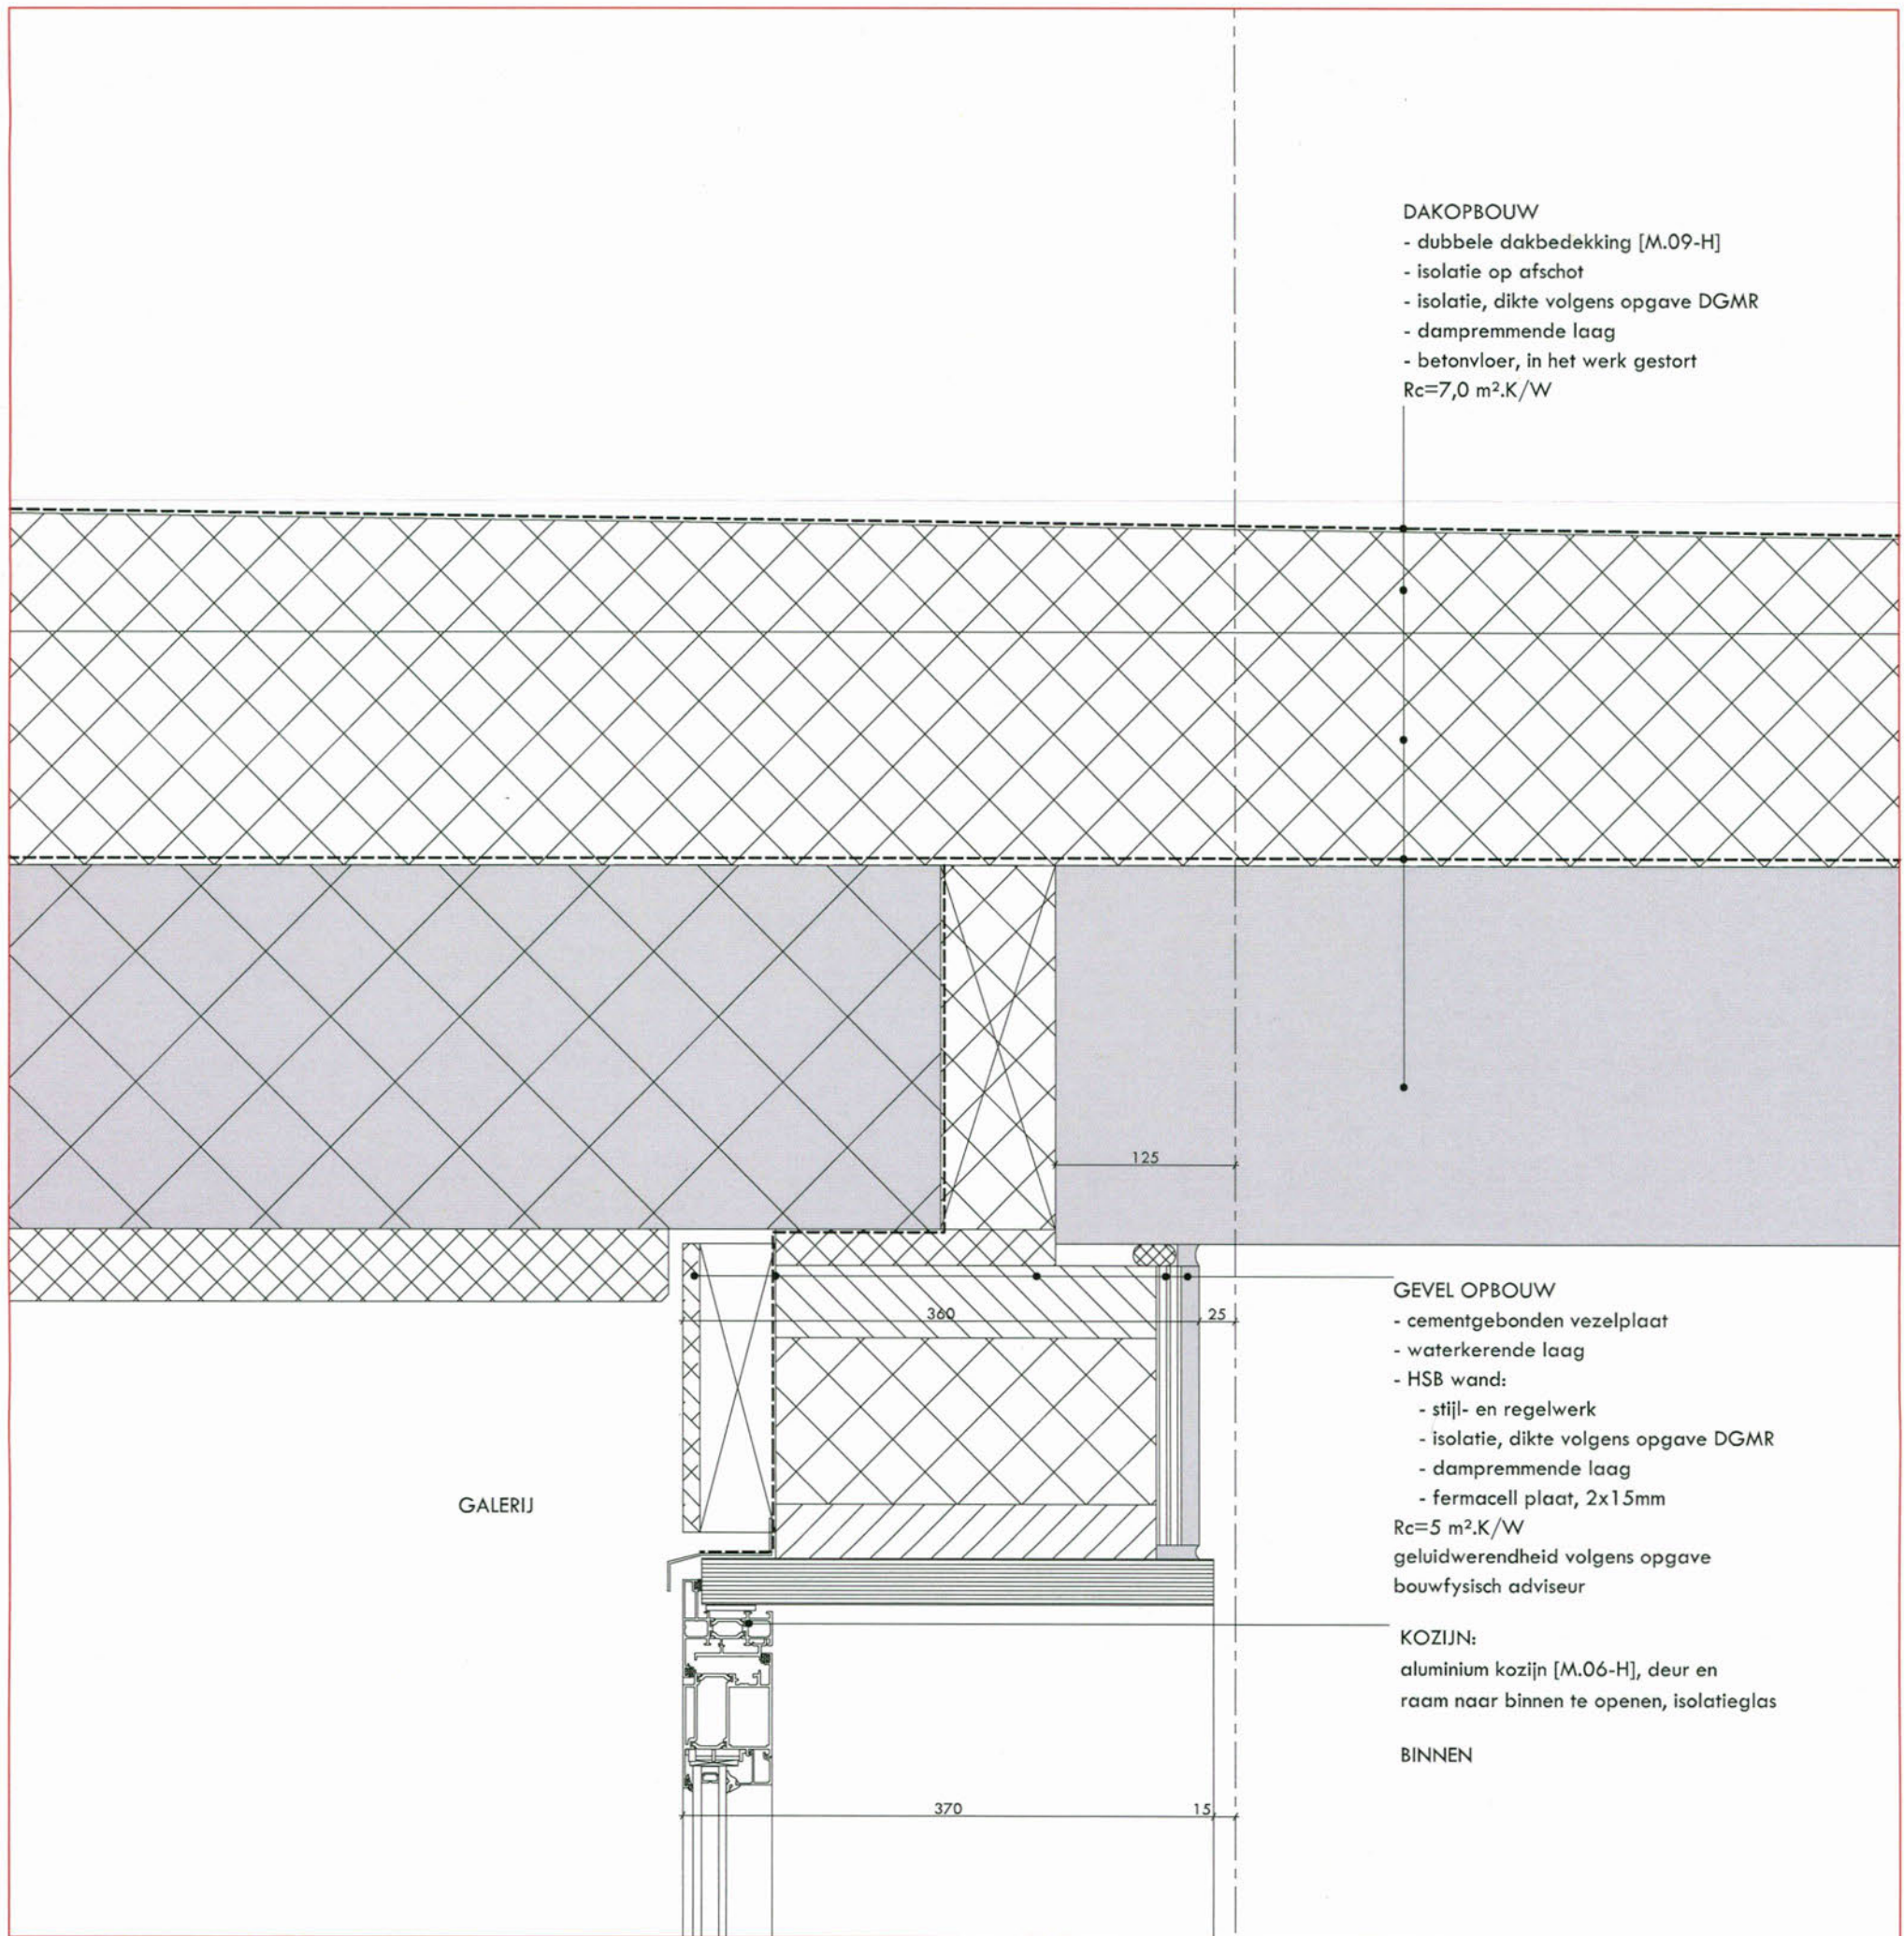 DAKOPBOUW
- dubbele dakbedekking [M.09-H]
- isolatie op afschot
- isolatie, dikte volgens opgave DGMR
- dampremmende laag
- betonvloer, in het werk gestort
Rc=7,0 m².K/W
125
360
25
GEVEL OPBOUW
- cementgebonden vezelplaat
- waterkerende laag
- HSB wand:
- stijl- en regelwerk
- isolatie, dikte volgens opgave DGMR
- dampremmende laag
- fermacell plaat, 2x15mm
Rc=5 m².K/W
geluidwerendheid volgens opgave
bouwfysisch adviseur
GALERIJ
KOZIJN:
aluminium kozijn [M.06-H], deur en
raam naar binnen te openen, isolatieglas
BINNEN
370
15